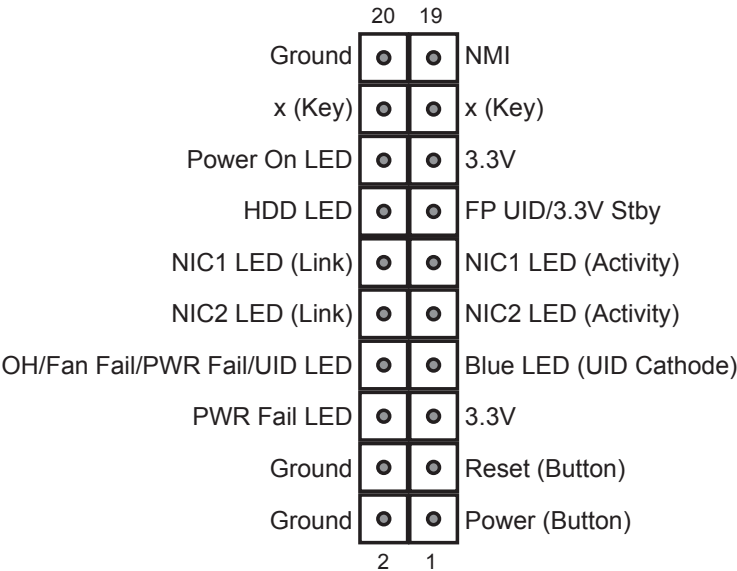 20 19
Ground NMI
x (Key) x (Key)
Power On LED 3.3V
HDD LED FP UID/3.3V Stby
NIC1 LED (Link) NIC1 LED (Activity)
NIC2 LED (Link) NIC2 LED (Activity)
OH/Fan Fail/PWR Fail/UID LED Blue LED (UID Cathode)
PWR Fail LED 3.3V
Ground Reset (Button)
Ground Power (Button)
2 1